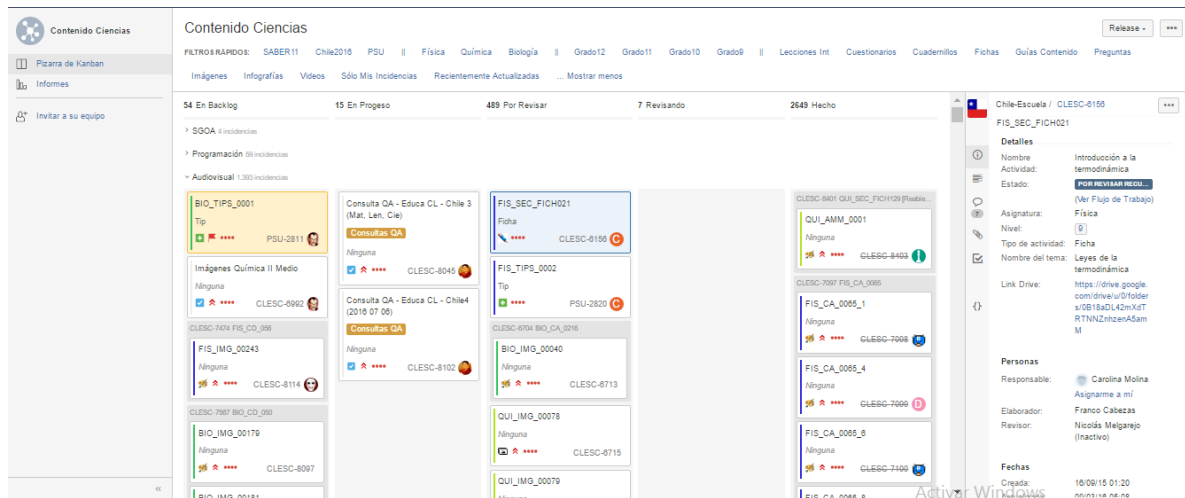 Contenido Ciencias
Pizarra de Kanban
Informes
Invitar a su equipo
«
Contenido Ciencias
Release
FILTROS RÁPIDOS: SABER11 Chile2016 PSU || Física Química Biología || Grado12 Grado11 Grado10 Grado9 || Lecciones Int Cuestionarios Cuadernillos Fichas Guías Contenido Preguntas
Imágenes Infografías Videos Sólo Mis Incidencias Recientemente Actualizadas ... Mostrar menos
54 En Backlog
15 En Progeso
489 Por Revisar
7 Revisando
2649 Hecho
SGOA 4 incidencias
Programación 69 incidencias
Audiovisual 1.393 incidencias
BIO_TIPS_0001
Tip
PSU-2811
Imágenes Química II Medio
Ninguna
CLESC-6992
CLESC-7474 FIS_CD_056
FIS_IMG_00243
Ninguna
CLESC-8114
CLESC-7567 BIO_CD_050
BIO_IMG_00179
Ninguna
CLESC-8097
BIO_IMG_00181
Consulta QA - Educa CL - Chile 3
(Mat, Len, Cie)
Consultas QA
Ninguna
CLESC-8045
Consulta QA - Educa CL - Chile4
(2016 07 06)
Consultas QA
Ninguna
CLESC-8102
FIS_SEC_FICH021
Ficha
CLESC-6156
C
FIS_TIPS_0002
Tip
PSU-2820
C
CLESC-6704 BIO_CA_0216
BIO_IMG_00040
Ninguna
CLESC-6713
QUI_IMG_00078
Ninguna
CLESC-6715
QUI_IMG_00079
CLESC-8401 QUI_SEC_FICH129 [Reabie...
QUI_AMM_0001
Ninguna
CLESC-8403
CLESC-7097 FIS_CA_0065
FIS_CA_0065_1
Ninguna
CLESC-7098
FIS_CA_0065_4
Ninguna
CLESC-7099
D
FIS_CA_0065_6
Ninguna
CLESC-7100
FIS_CA_0065_8
Chile-Escuela / CLESC-6156
FIS_SEC_FICH021
Detalles
Nombre Actividad: Introducción a la
termodinámica
Estado: POR REVISAR RECU...
(Ver Flujo de Trabajo)
Asignatura: Física
Nivel: 9
Tipo de actividad: Ficha
Nombre del tema: Leyes de la
termodinámica
Link Drive: https://drive.google.
com/drive/u/0/folder
s/0B18aDL42mXdT
RTNNZnhzenA5am
M
Personas
Responsable: Carolina Molina
Asignarme a mí
Elaborador: Franco Cabezas
Revisor: Nicolás Melgarejo
(Inactivo)
Fechas
Creada: 16/09/15 01:20
Activar Windows